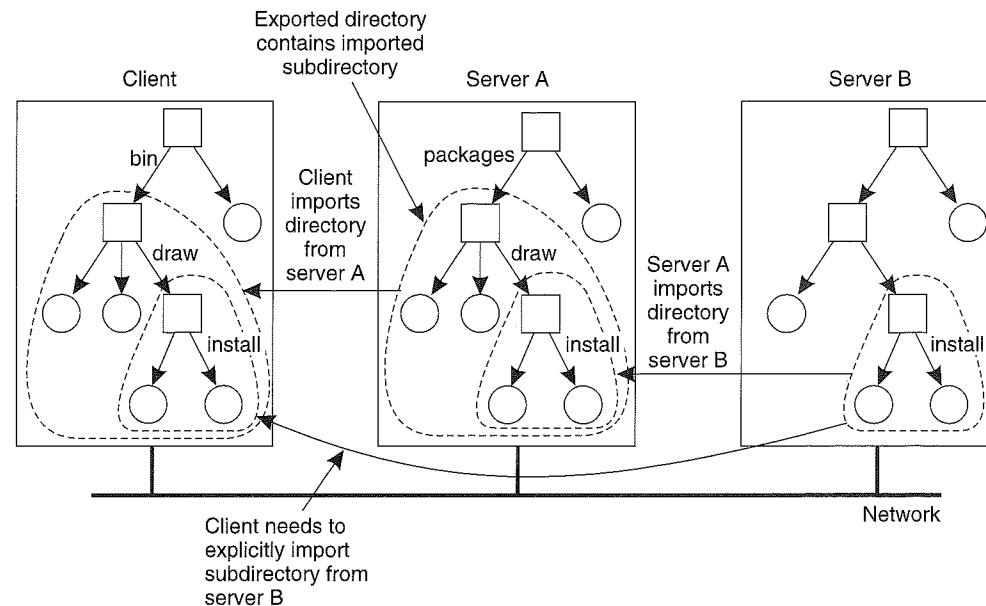 Exported directory
contains imported
subdirectory
Client
Server A
Server B
bin
packages
Client
imports
directory
from
server A
draw
draw
Server A
imports
directory
from
server B
install
install
install
Network
Client needs to
explicitly import
subdirectory from
server B